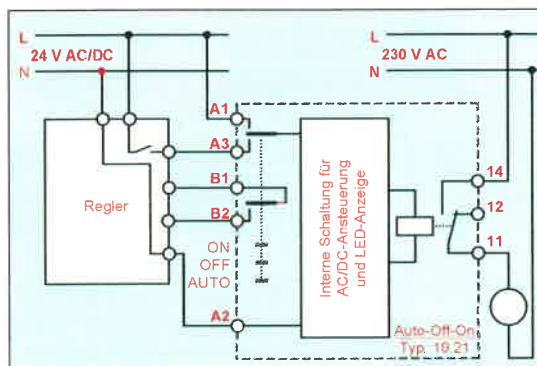 L
24 V AC/DC
N
L
230 V AC
N
A1
A3
B1
B2
Regler
ON
OFF
AUTO
A2
Interne Schaltung für
AC/DC-Ansteuerung
und LED-Anzeige
14
12
11
Auto-Off-On
Typ. 19.21